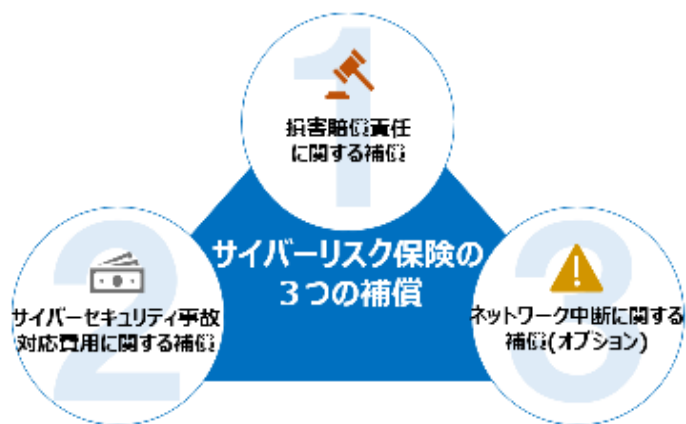 1
損害賠償責任
に関する補償
サイバーリスク保険の
3つの補償
2
サイバーセキュリティ事故
対応費用に関する補償
3
ネットワーク中断に関する
補償(オプション)